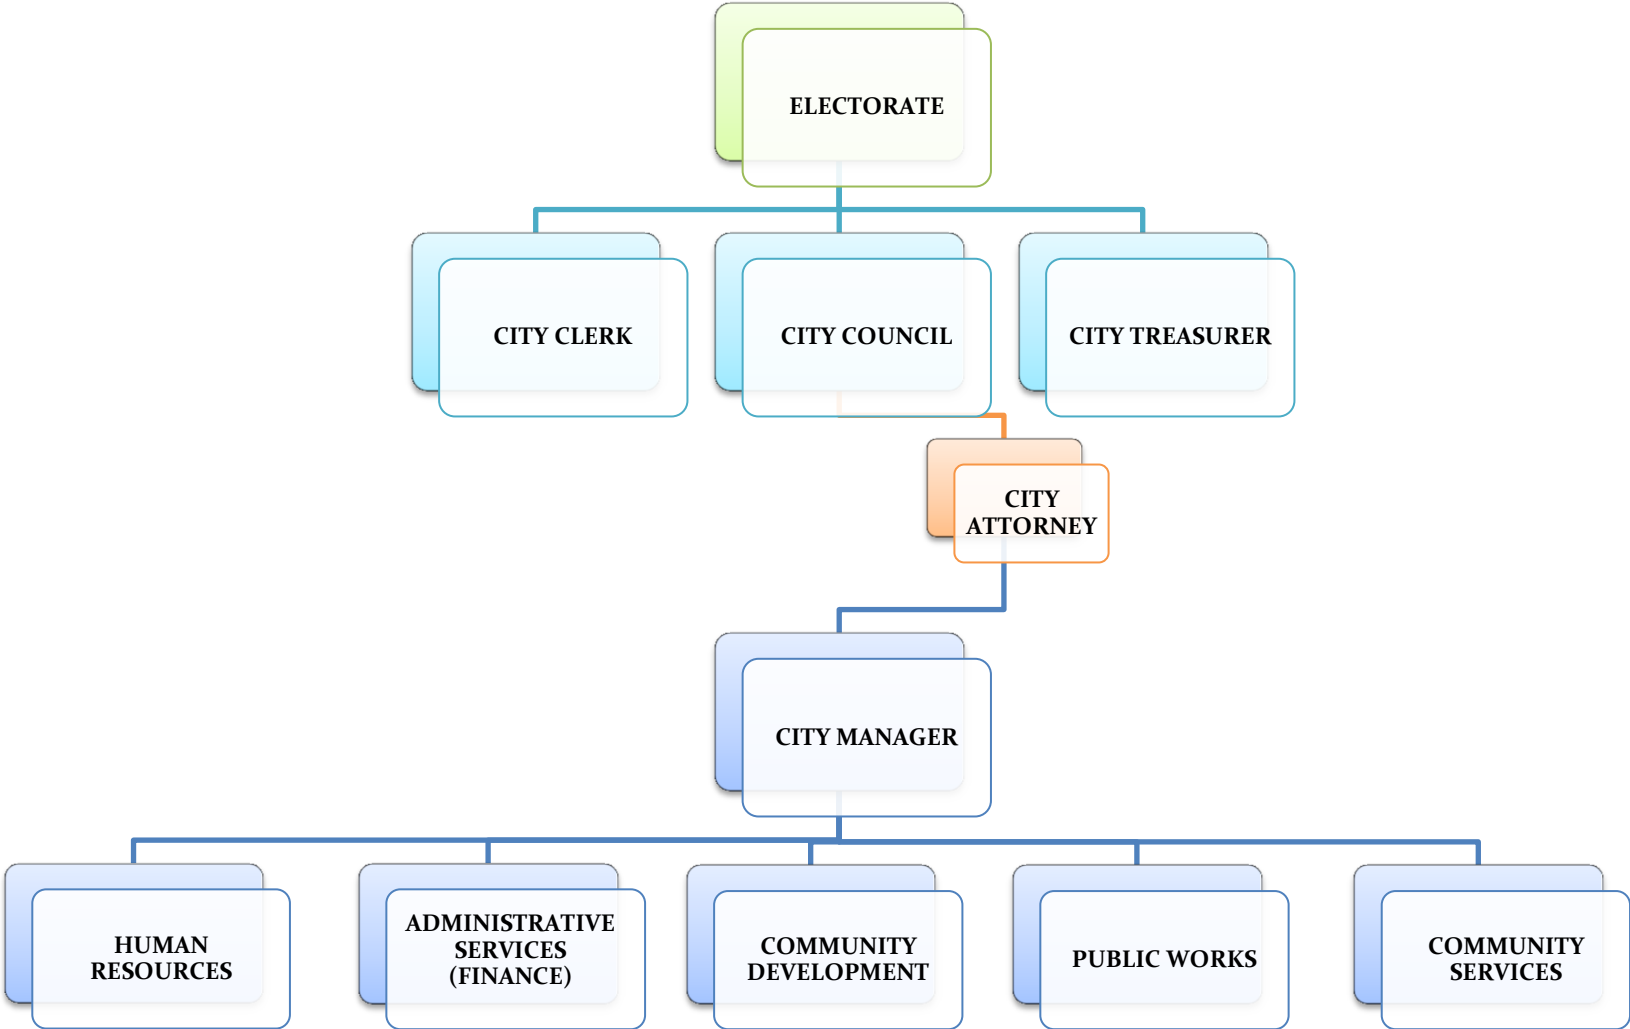 ELECTORATE
CITY CLERK
CITY COUNCIL
CITY TREASURER
CITY
ATTORNEY
CITY MANAGER
HUMAN
RESOURCES
ADMINISTRATIVE
SERVICES
(FINANCE)
COMMUNITY
DEVELOPMENT
PUBLIC WORKS
COMMUNITY
SERVICES